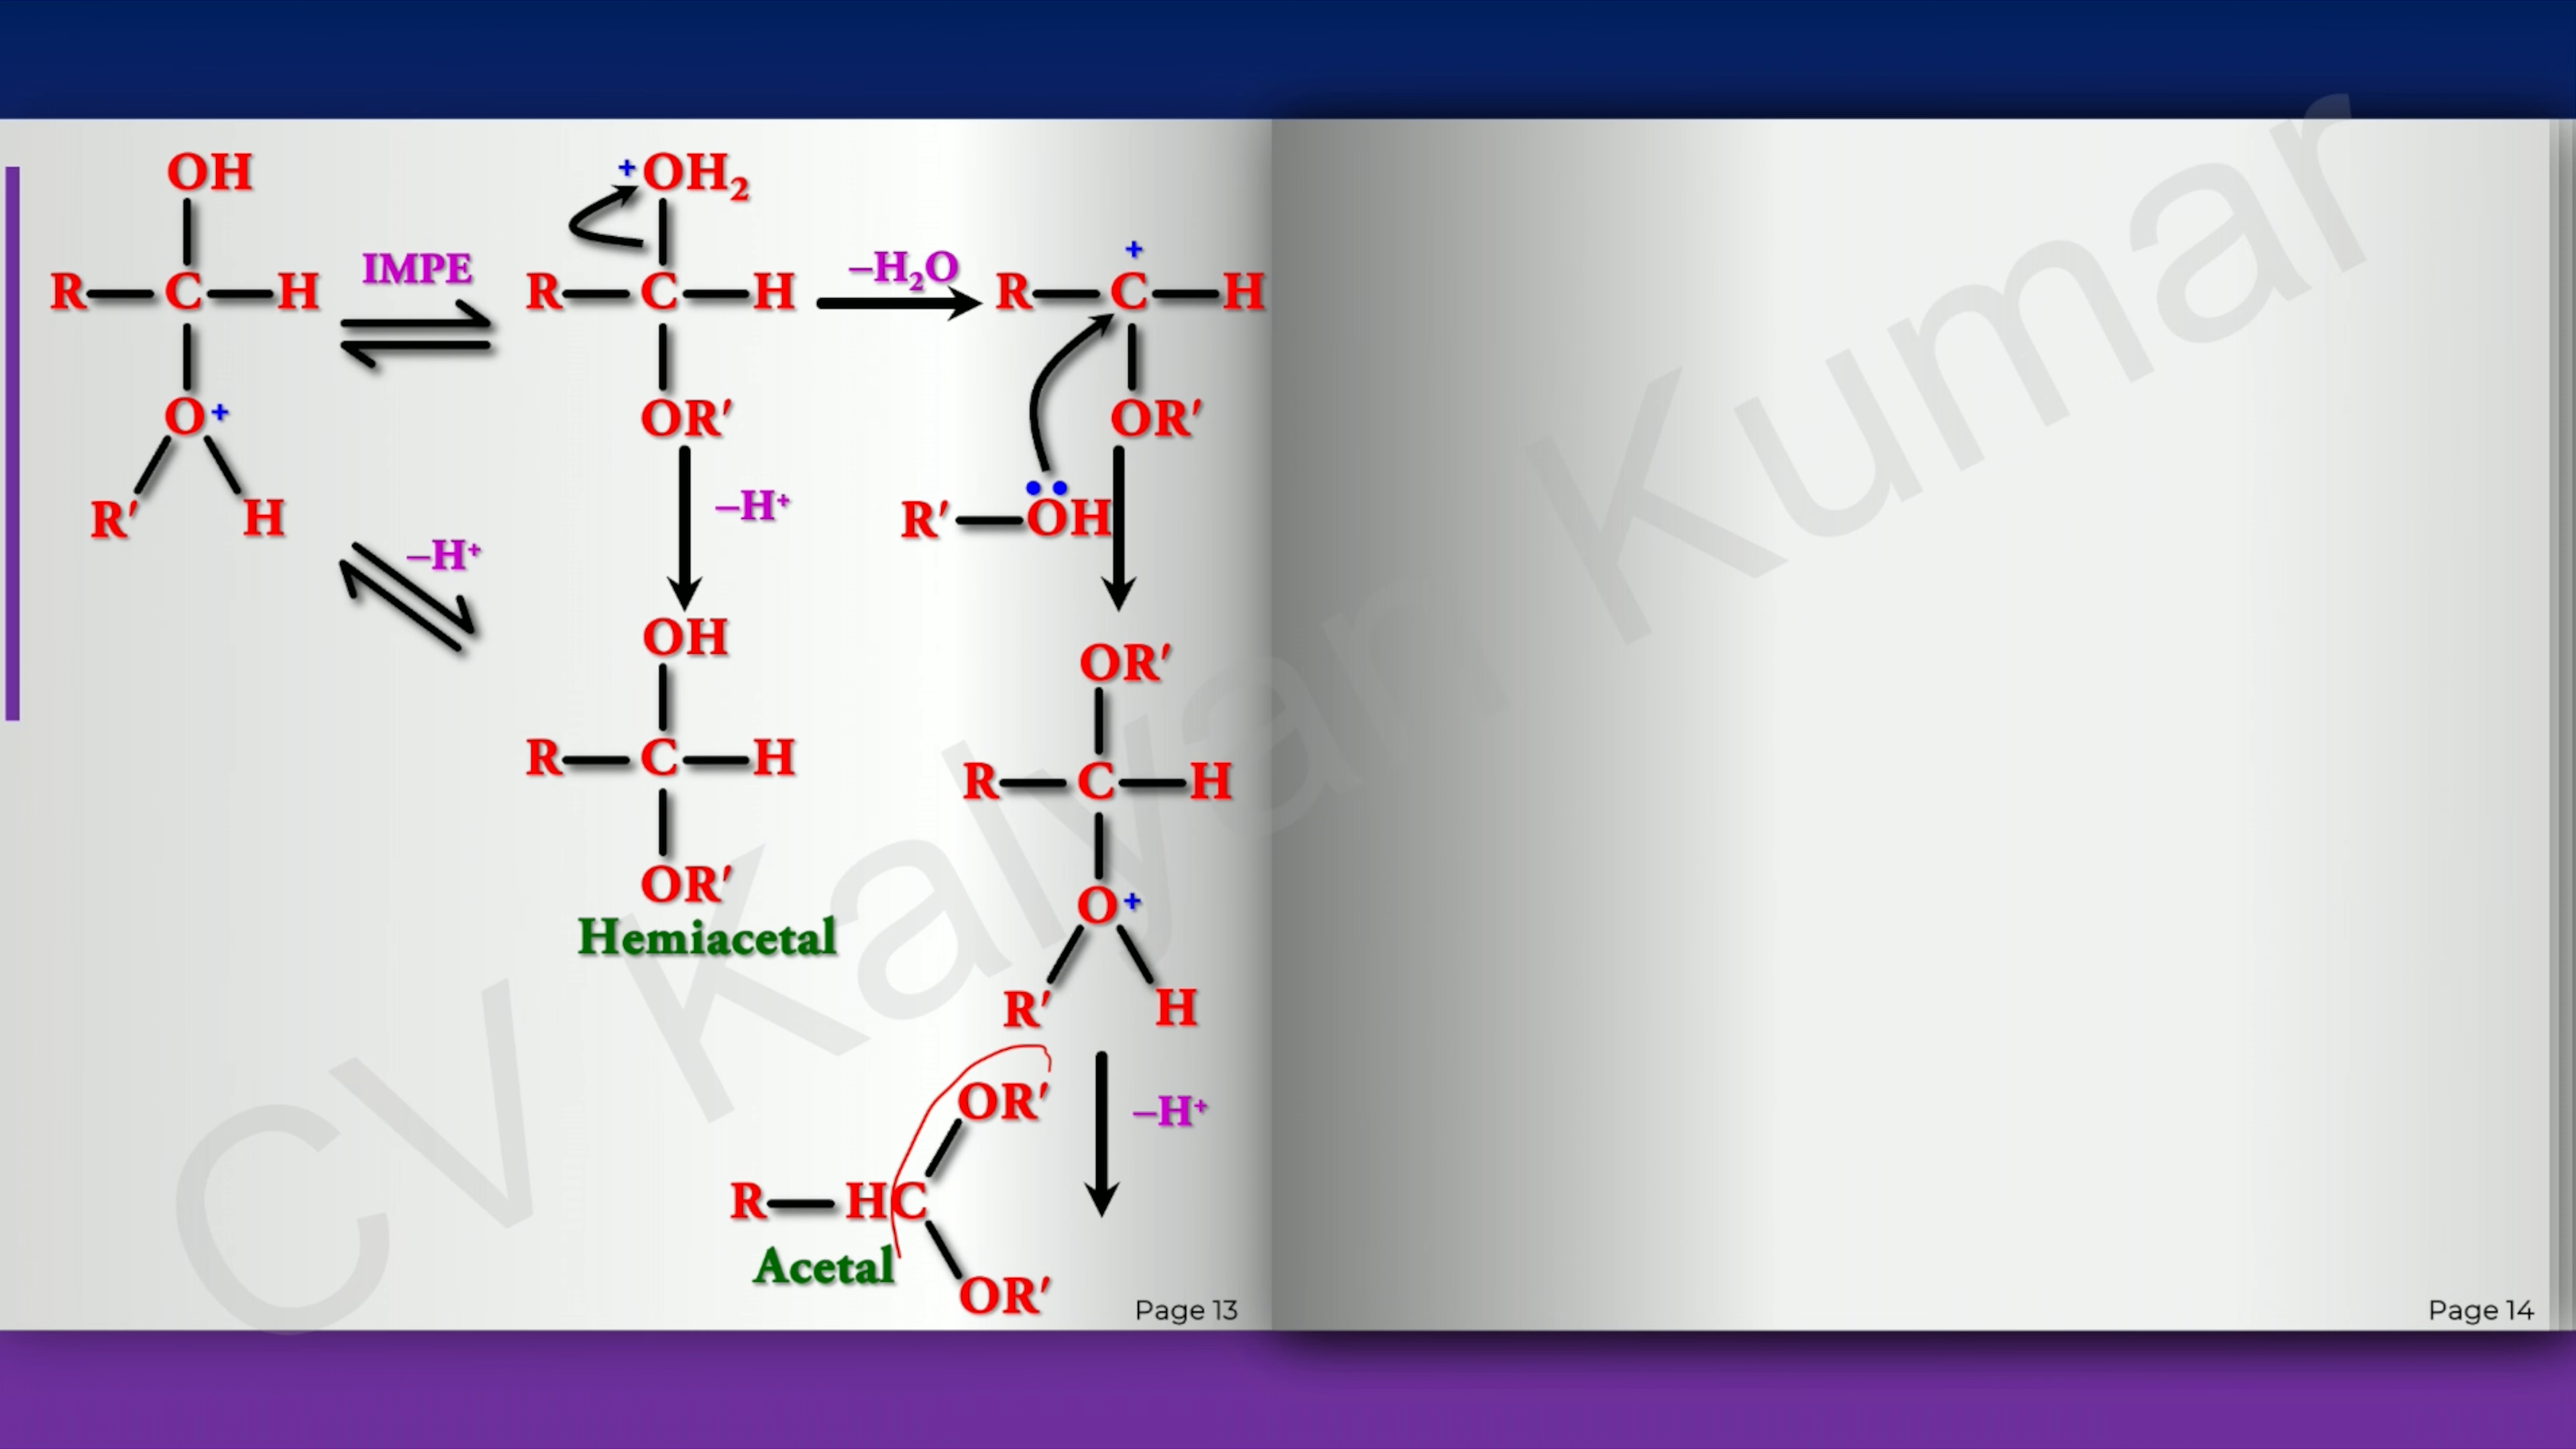 OH
R C H
O+
R′ H
IMPE
–H+
+OH2
R C H
OR′
–H2O
–H+
OH
R C H
OR′
Hemiacetal
+
R C H
OR′
R′ OH
OR′
R C H
O+
R′ H
–H+
OR′
R HC
OR′
Acetal
Page 13
Page 14
CV Kalyan Kumar